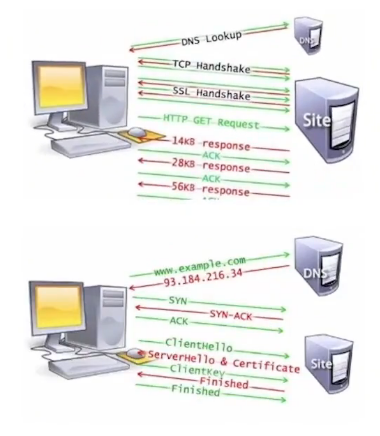 DNS Lookup
DNS
TCP Handshake
SSL Handshake
Site
HTTP GET Request
14kB response
ACK
28KB response
ACK
56KB response
www.example.com
93.184.216.34
DNS
SYN
SYN-ACK
ACK
ClientHello
ServerHello & Certificate
Site
ClientKey
Finished
Finished